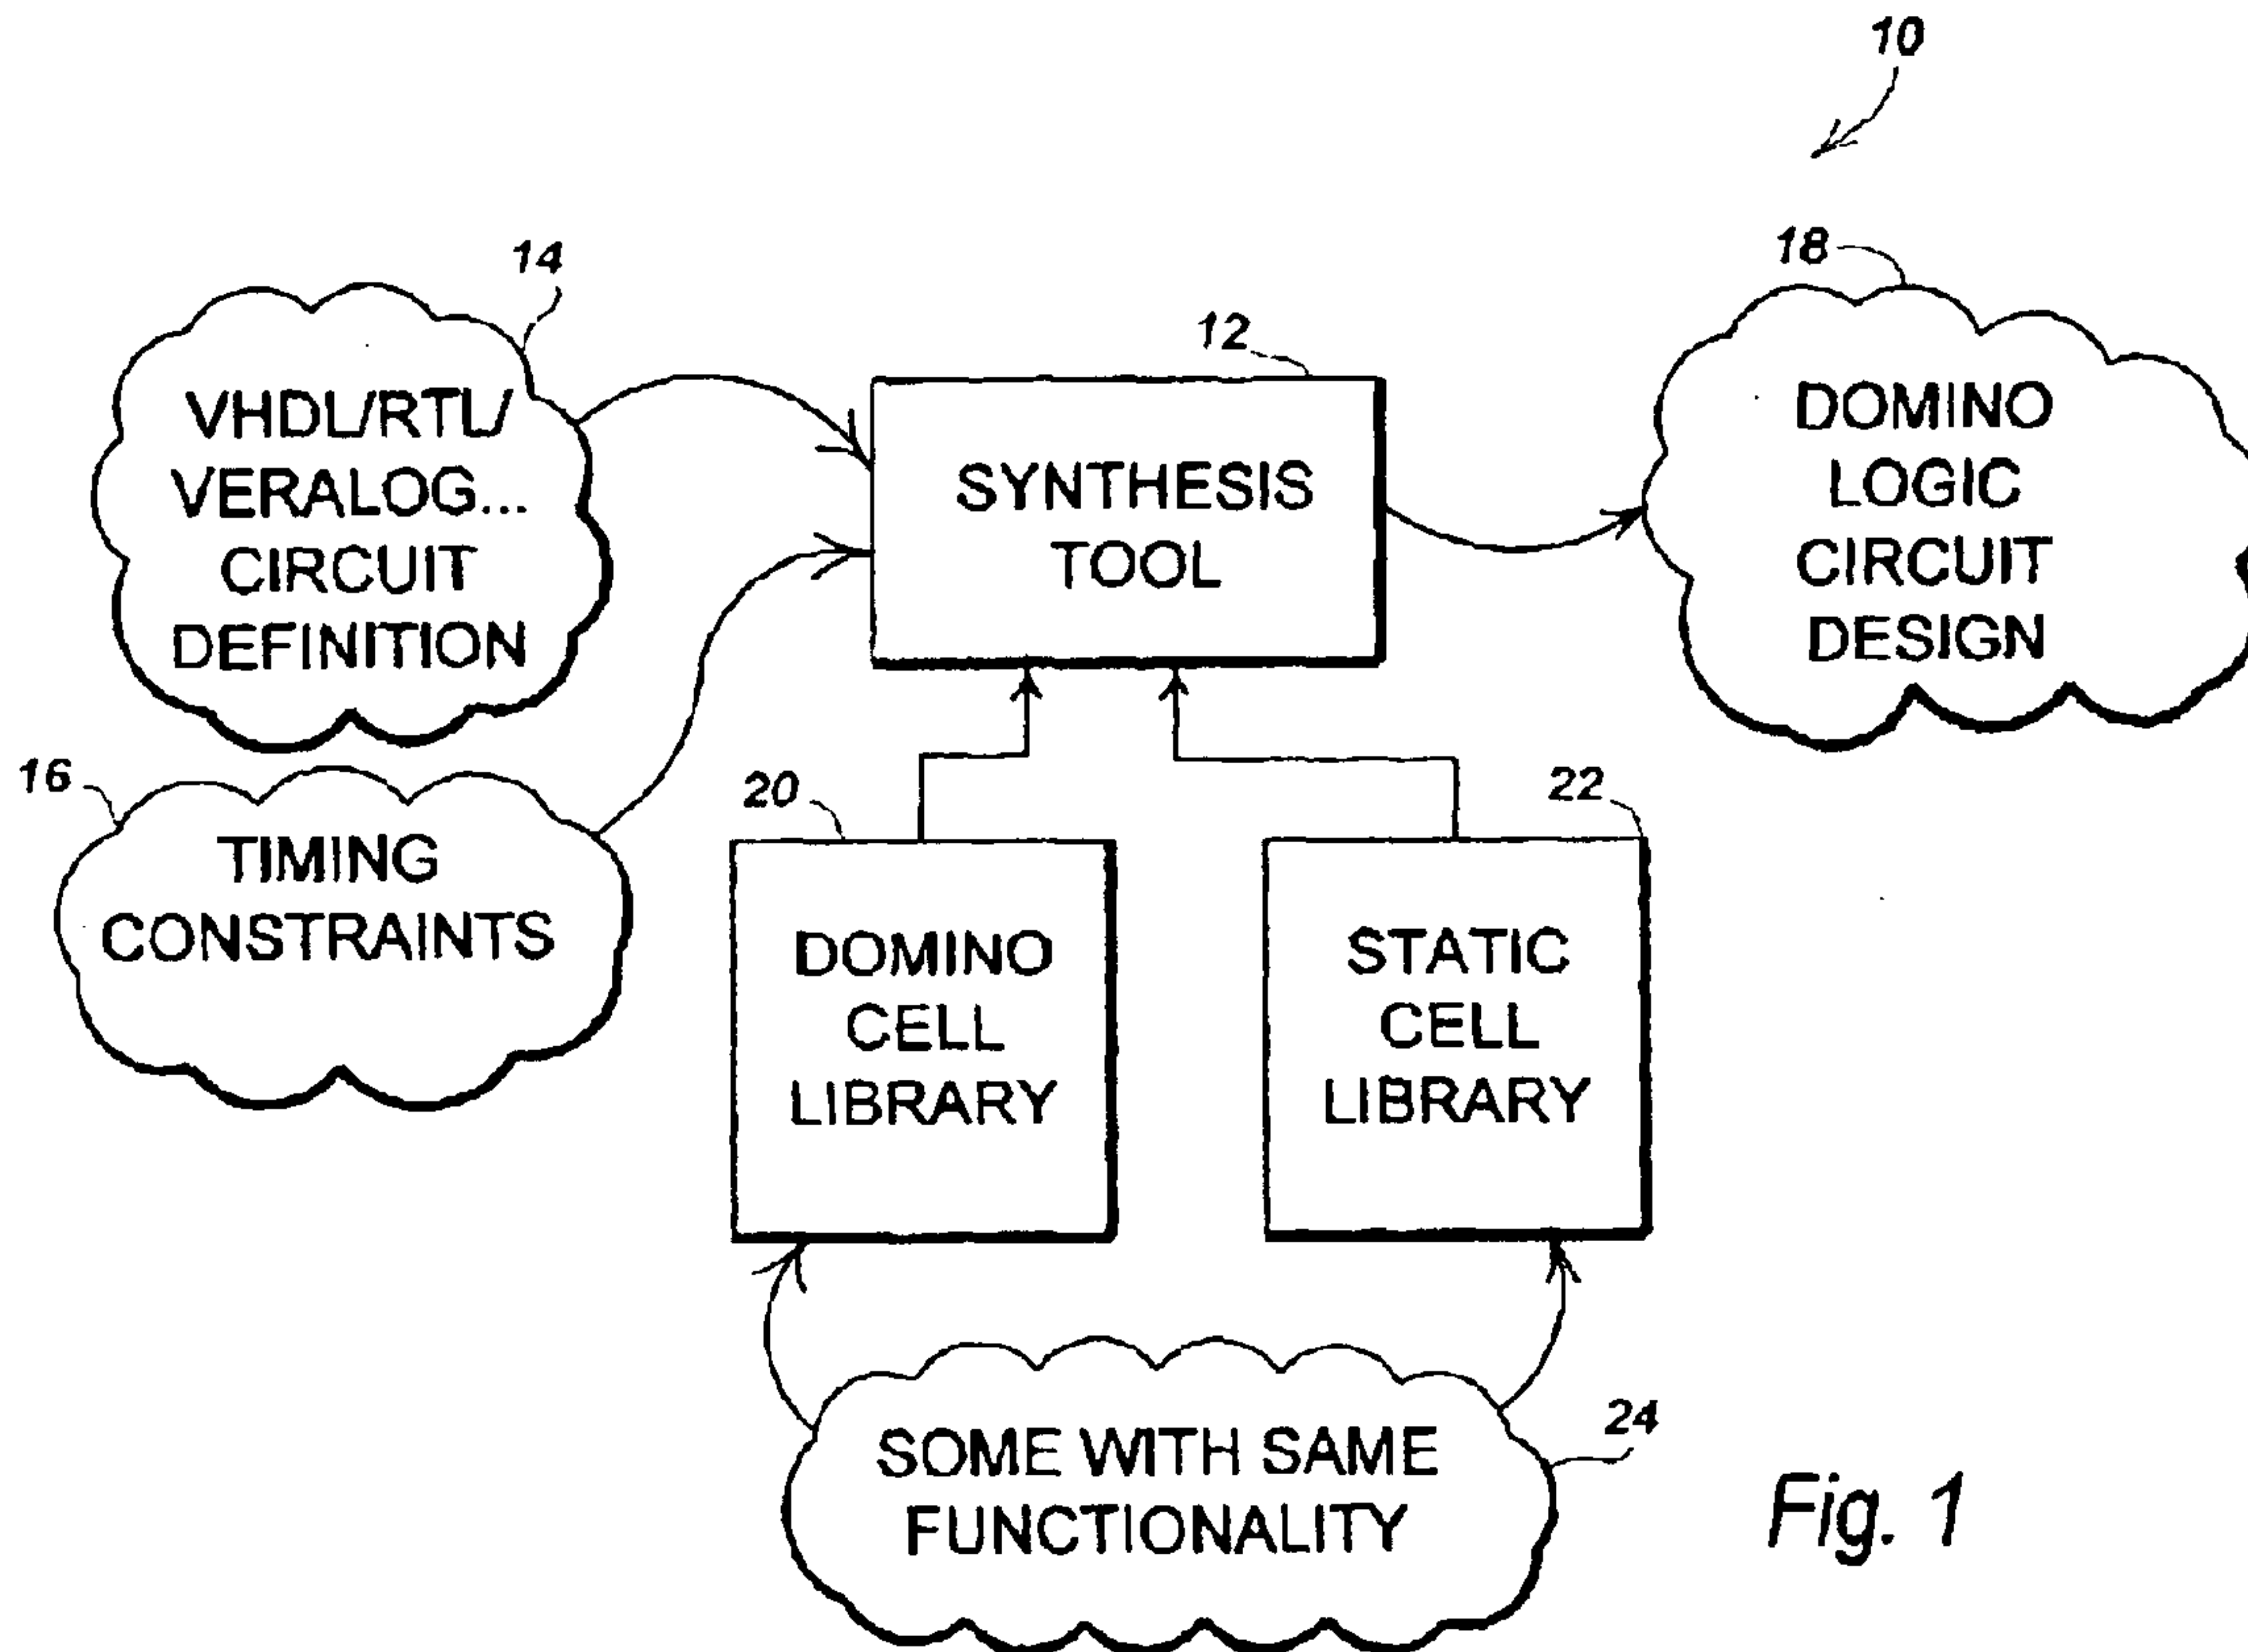 10
14
18
12
VHDL/RTL/
VERALOG...
CIRCUIT
DEFINITION
SYNTHESIS
TOOL
DOMINO
LOGIC
CIRCUIT
DESIGN
16
TIMING
CONSTRAINTS
20
22
DOMINO
CELL
LIBRARY
STATIC
CELL
LIBRARY
SOME WITH SAME
FUNCTIONALITY
24
Fig. 1